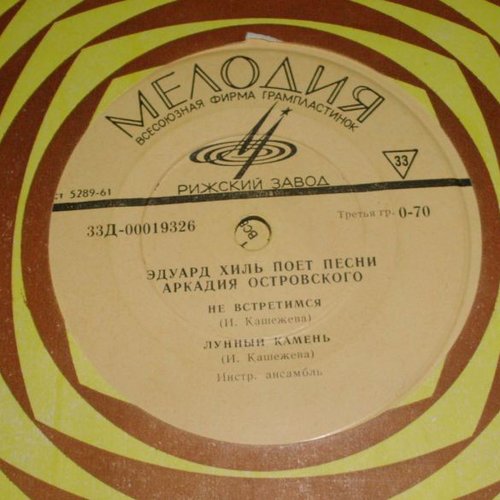 МЕЛОДИЯ
ВСЕСОЮЗНАЯ ФИРМА ГРАМПЛАСТИНОК
33
РИЖСКИЙ ЗАВОД
ст 5289-61
33Д-00019326
Третья гр. 0-70
ЭДУАРД ХИЛЬ ПОЕТ ПЕСНИ
АРКАДИЯ ОСТРОВСКОГО
НЕ ВСТРЕТИМСЯ
(И. Кашежева)
ЛУННЫЙ КАМЕНЬ
(И. Кашежева)
Инстр. ансамбль